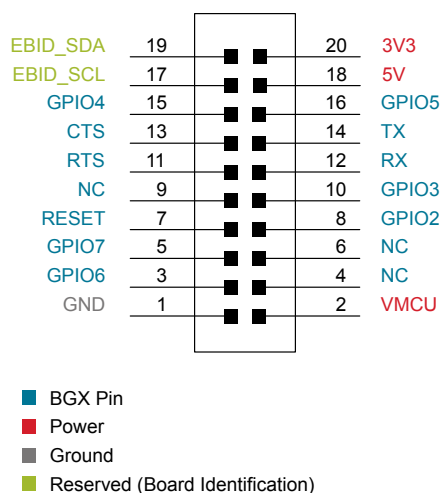 EBID_SDA 19 20 3V3
EBID_SCL 17 18 5V
GPIO4 15 16 GPIO5
CTS 13 14 TX
RTS 11 12 RX
NC 9 10 GPIO3
RESET 7 8 GPIO2
GPIO7 5 6 NC
GPIO6 3 4 NC
GND 1 2 VMCU
BGX Pin
Power
Ground
Reserved (Board Identification)